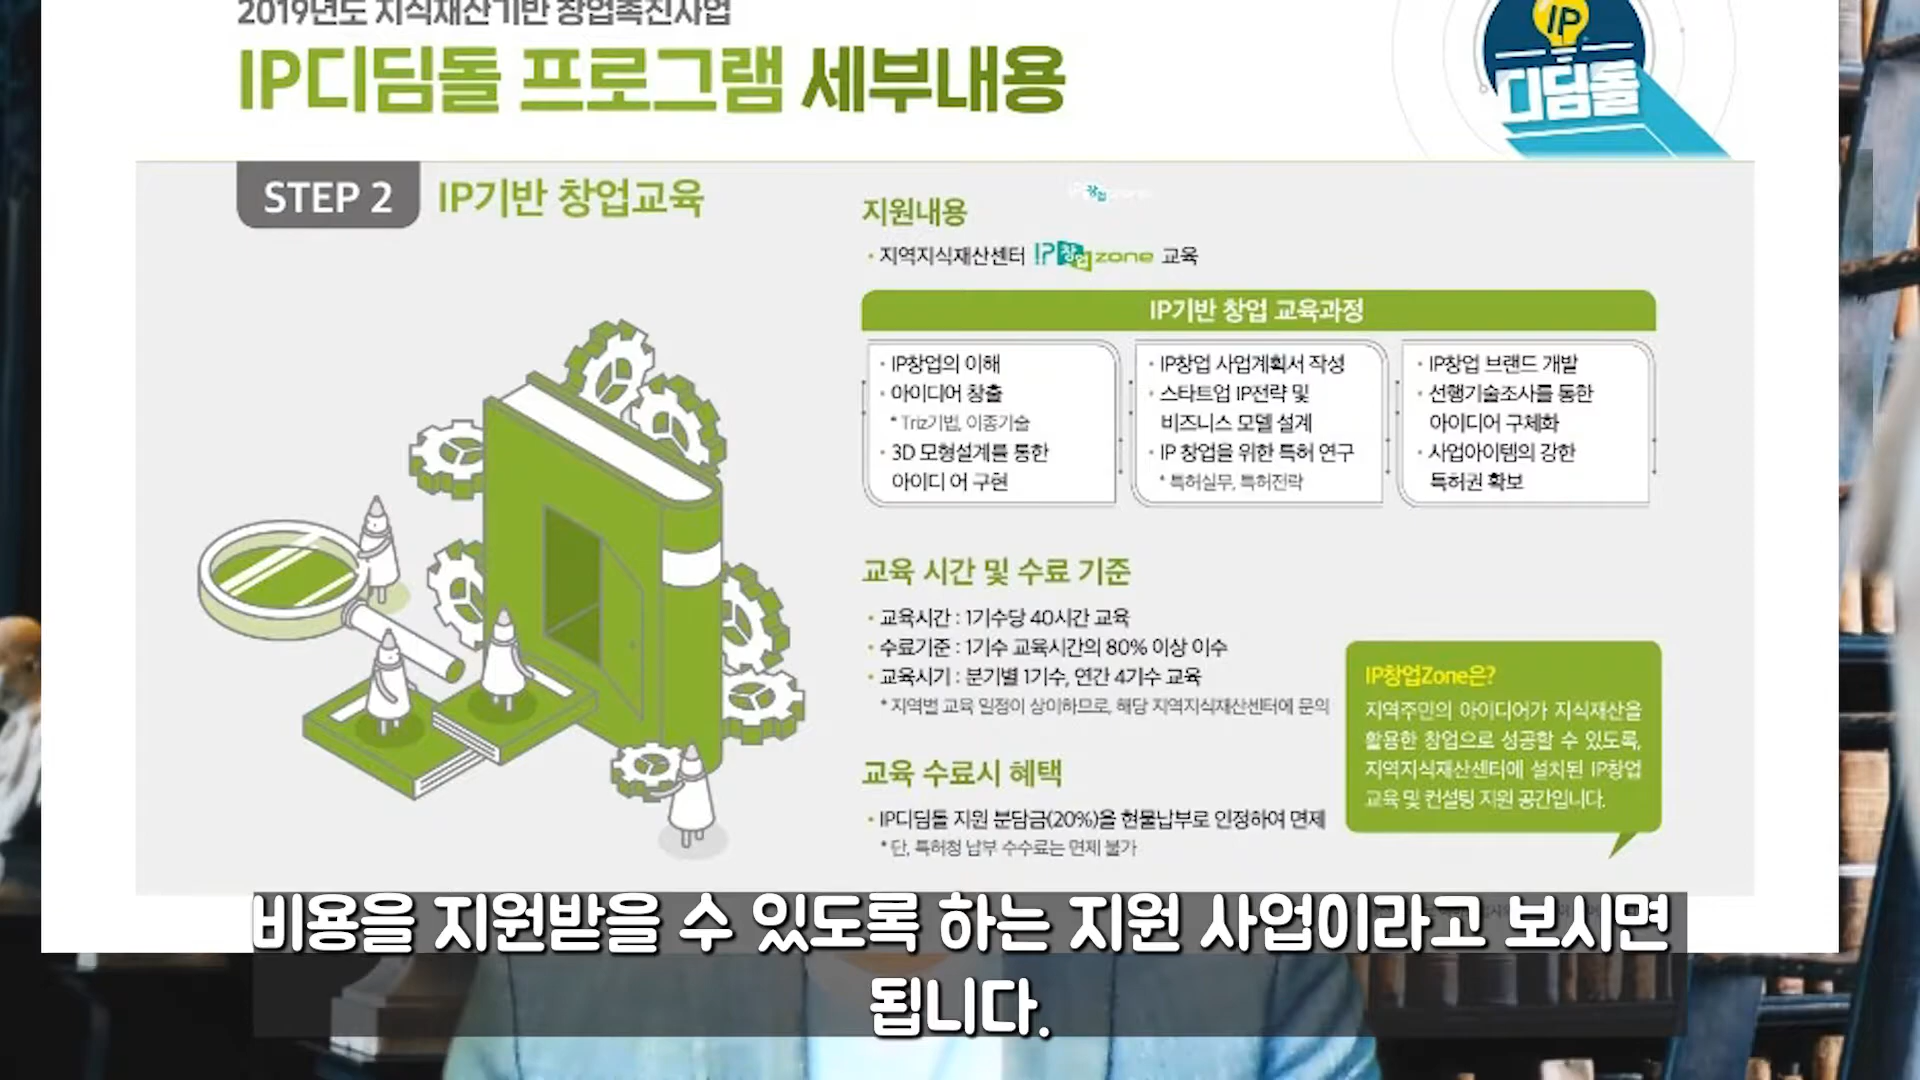 2019년도 지식재산기반 창업촉진사업
IP디딤돌 프로그램 세부내용
IP
디딤돌
STEP 2
IP기반 창업교육
지원내용
• 지역지식재산센터 IP창업zone 교육
IP기반 창업 교육과정
• IP창업의 이해
• 아이디어 창출
* Triz기법, 이종기술
• 3D 모형설계를 통한
아이디 어 구현
• IP창업 사업계획서 작성
• 스타트업 IP전략 및
비즈니스 모델 설계
• IP 창업을 위한 특허 연구
* 특허실무, 특허전략
• IP창업 브랜드 개발
• 선행기술조사를 통한
아이디어 구체화
• 사업아이템의 강한
특허권 확보
교육 시간 및 수료 기준
• 교육시간 : 1기수당 40시간 교육
• 수료기준 : 1기수 교육시간의 80% 이상 이수
• 교육시기 : 분기별 1기수, 연간 4기수 교육
* 지역별 교육 일정이 상이하므로, 해당 지역지식재산센터에 문의
교육 수료시 혜택
• IP디딤돌 지원 분담금(20%)을 현물납부로 인정하여 면제
* 단, 특허청 납부 수수료는 면제 불가
IP창업Zone은?
지역주민의 아이디어가 지식재산을
활용한 창업으로 성공할 수 있도록,
지역지식재산센터에 설치된 IP창업
교육 및 컨설팅 지원 공간입니다.
비용을 지원받을 수 있도록 하는 지원 사업이라고 보시면
됩니다.